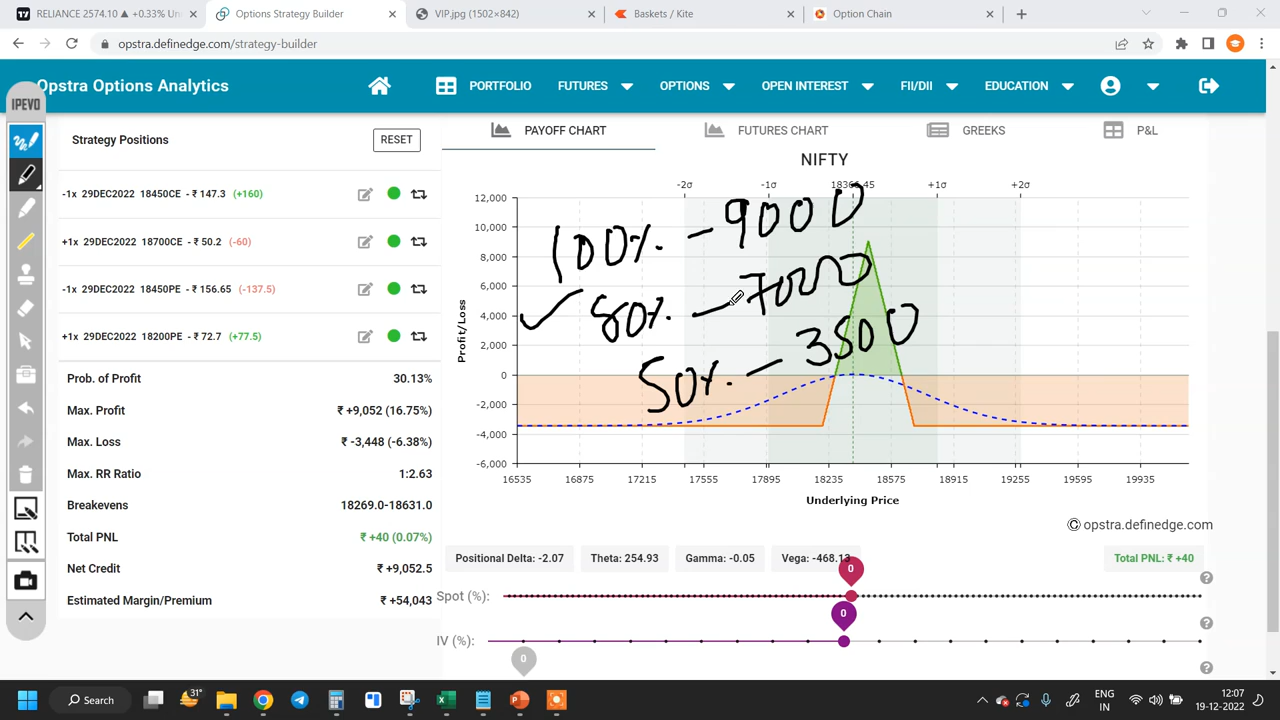 RELIANCE 2574.10 ▲ +0.33% Un
Options Strategy Builder
VIP.jpg (1502×842)
Baskets / Kite
Option Chain
opstra.definedge.com/strategy-builder
Opstra Options Analytics
PORTFOLIO
FUTURES
OPTIONS
OPEN INTEREST
FII/DII
EDUCATION
IPEVO
Strategy Positions
RESET
-1x 29DEC2022 18450CE - ₹ 147.3 (+160)
+1x 29DEC2022 18700CE - ₹ 50.2 (-60)
-1x 29DEC2022 18450PE - ₹ 156.65 (-137.5)
+1x 29DEC2022 18200PE - ₹ 72.7 (+77.5)
Prob. of Profit 30.13%
Max. Profit ₹ +9,052 (16.75%)
Max. Loss ₹ -3,448 (-6.38%)
Max. RR Ratio 1:2.63
Breakevens 18269.0-18631.0
Total PNL ₹ +40 (0.07%)
Net Credit ₹ +9,052.5
Estimated Margin/Premium ₹ +54,043
PAYOFF CHART
FUTURES CHART
GREEKS
P&L
NIFTY
-2σ -1σ 18366.45 +1σ +2σ
12,000
10,000
8,000
6,000
4,000
2,000
0
-2,000
-4,000
-6,000
Profit/Loss
100% - 9000
80% - 7000
50% - 3500
16535 16875 17215 17555 17895 18235 18575 18915 19255 19595 19935
Underlying Price
© opstra.definedge.com
Positional Delta: -2.07
Theta: 254.93
Gamma: -0.05
Vega: -468.13
Total PNL: ₹ +40
0
Spot (%):
0
IV (%):
0
31°
Search
ENG
IN
12:07
19-12-2022